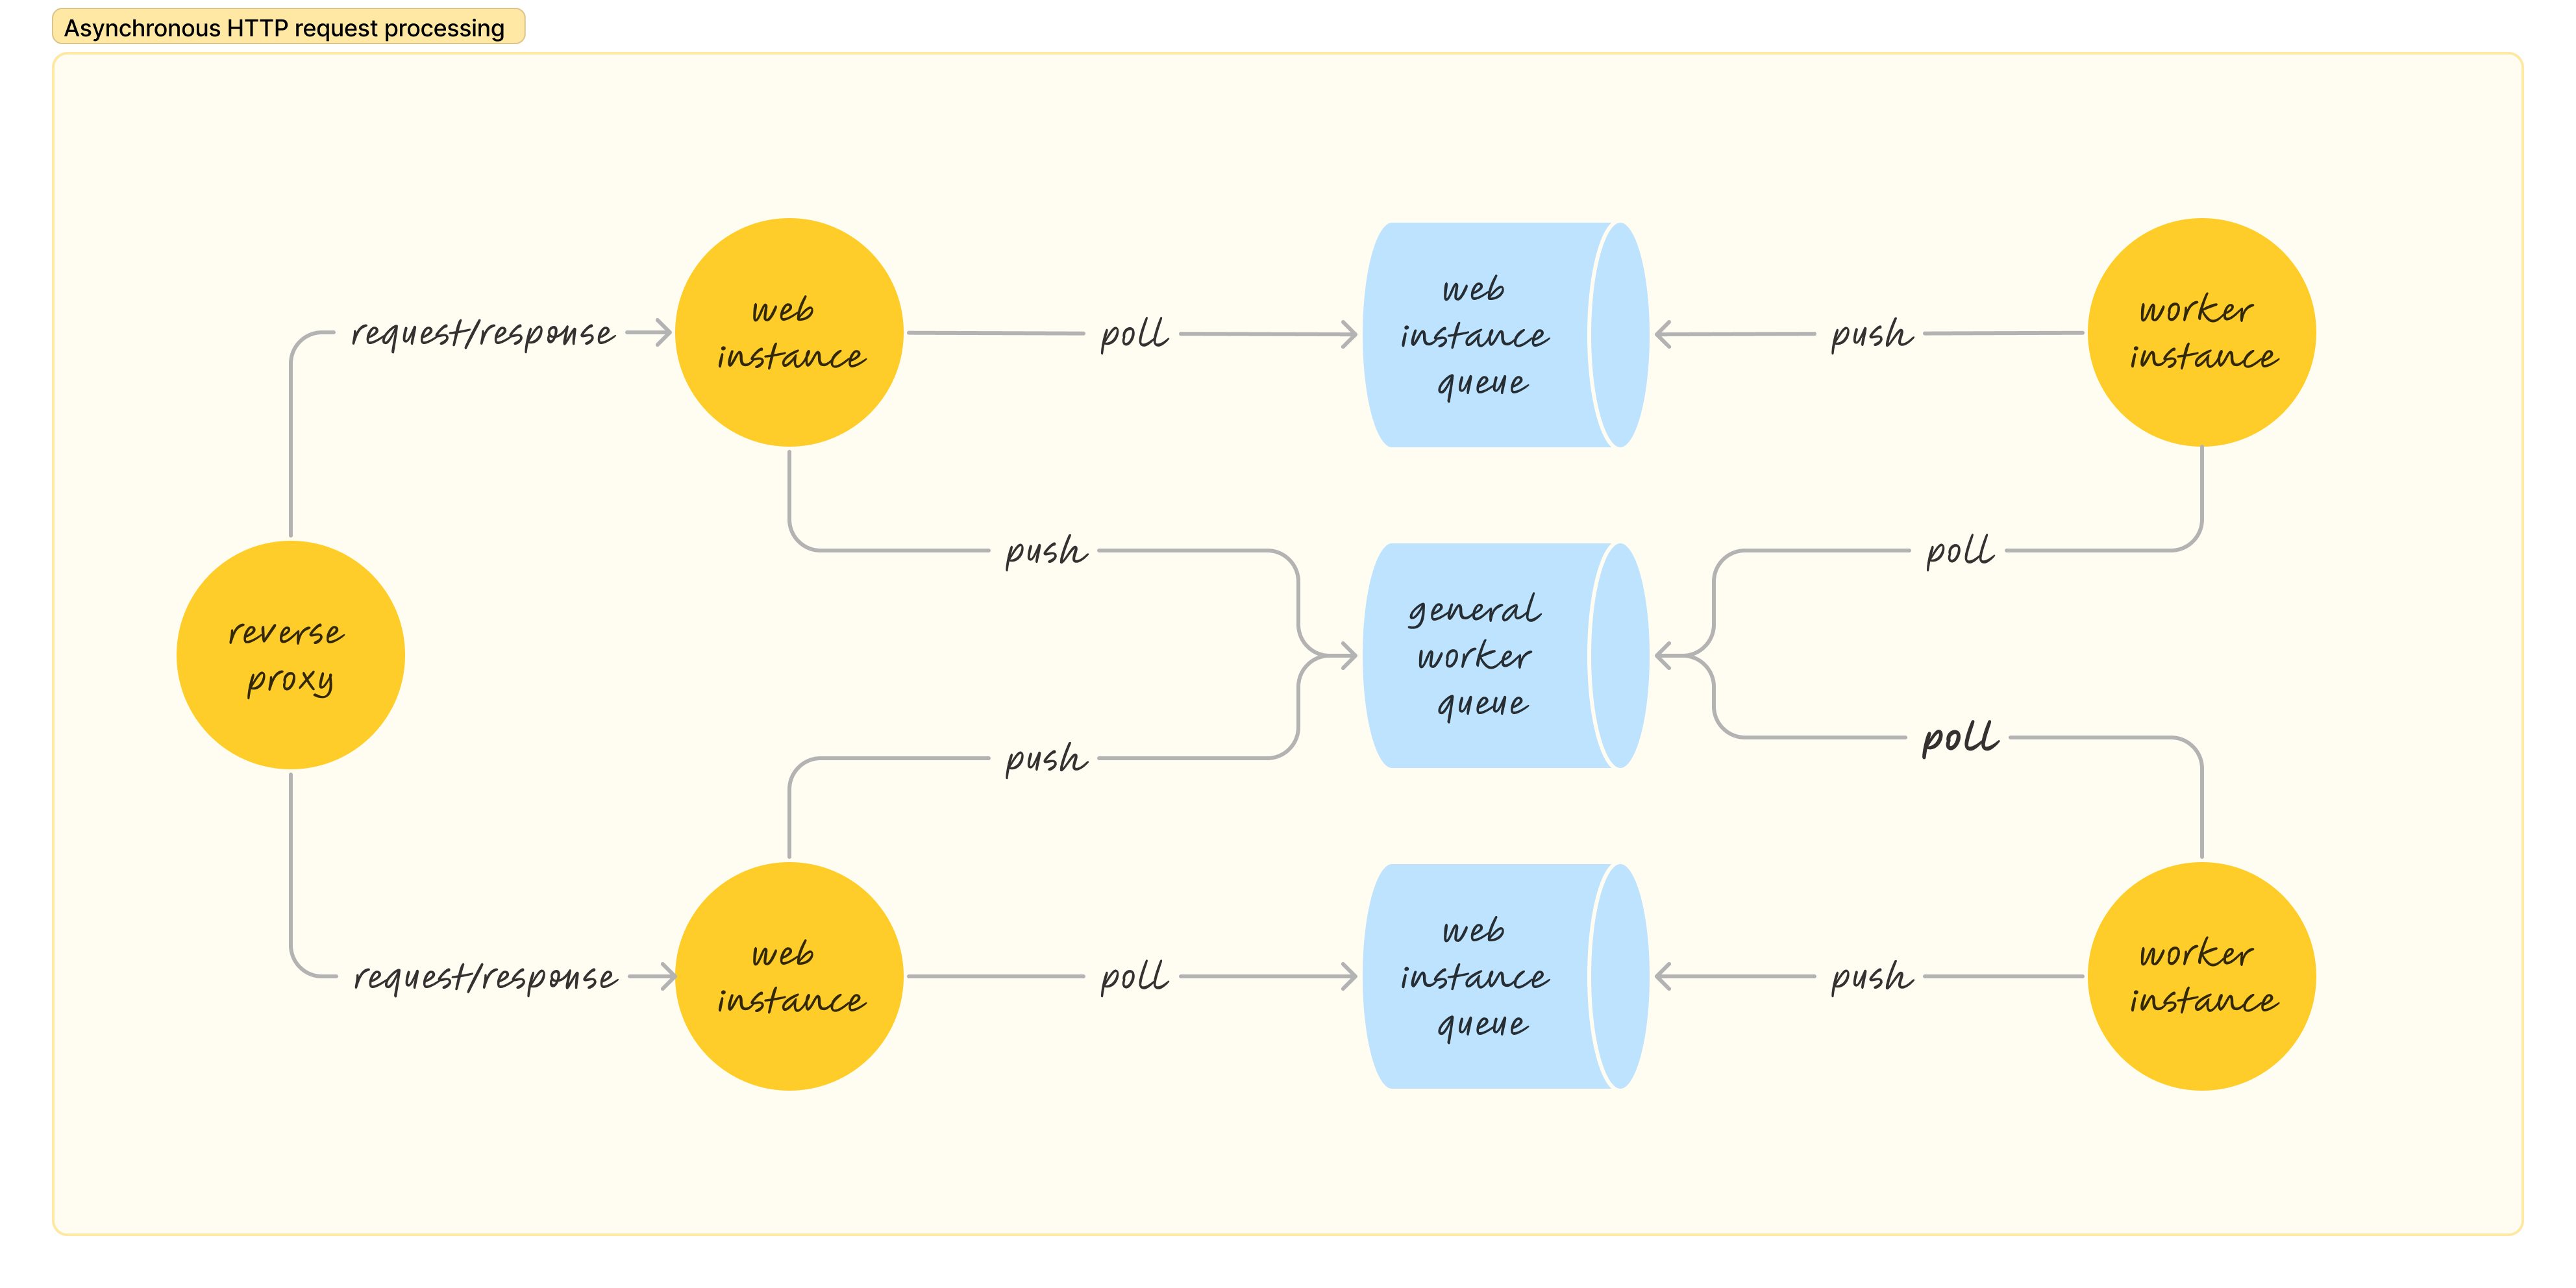 Asynchronous HTTP request processing
web
instance
request/response
poll
web
instance
queue
push
worker
instance
push
poll
reverse
proxy
general
worker
queue
push
poll
web
instance
request/response
poll
web
instance
queue
push
worker
instance